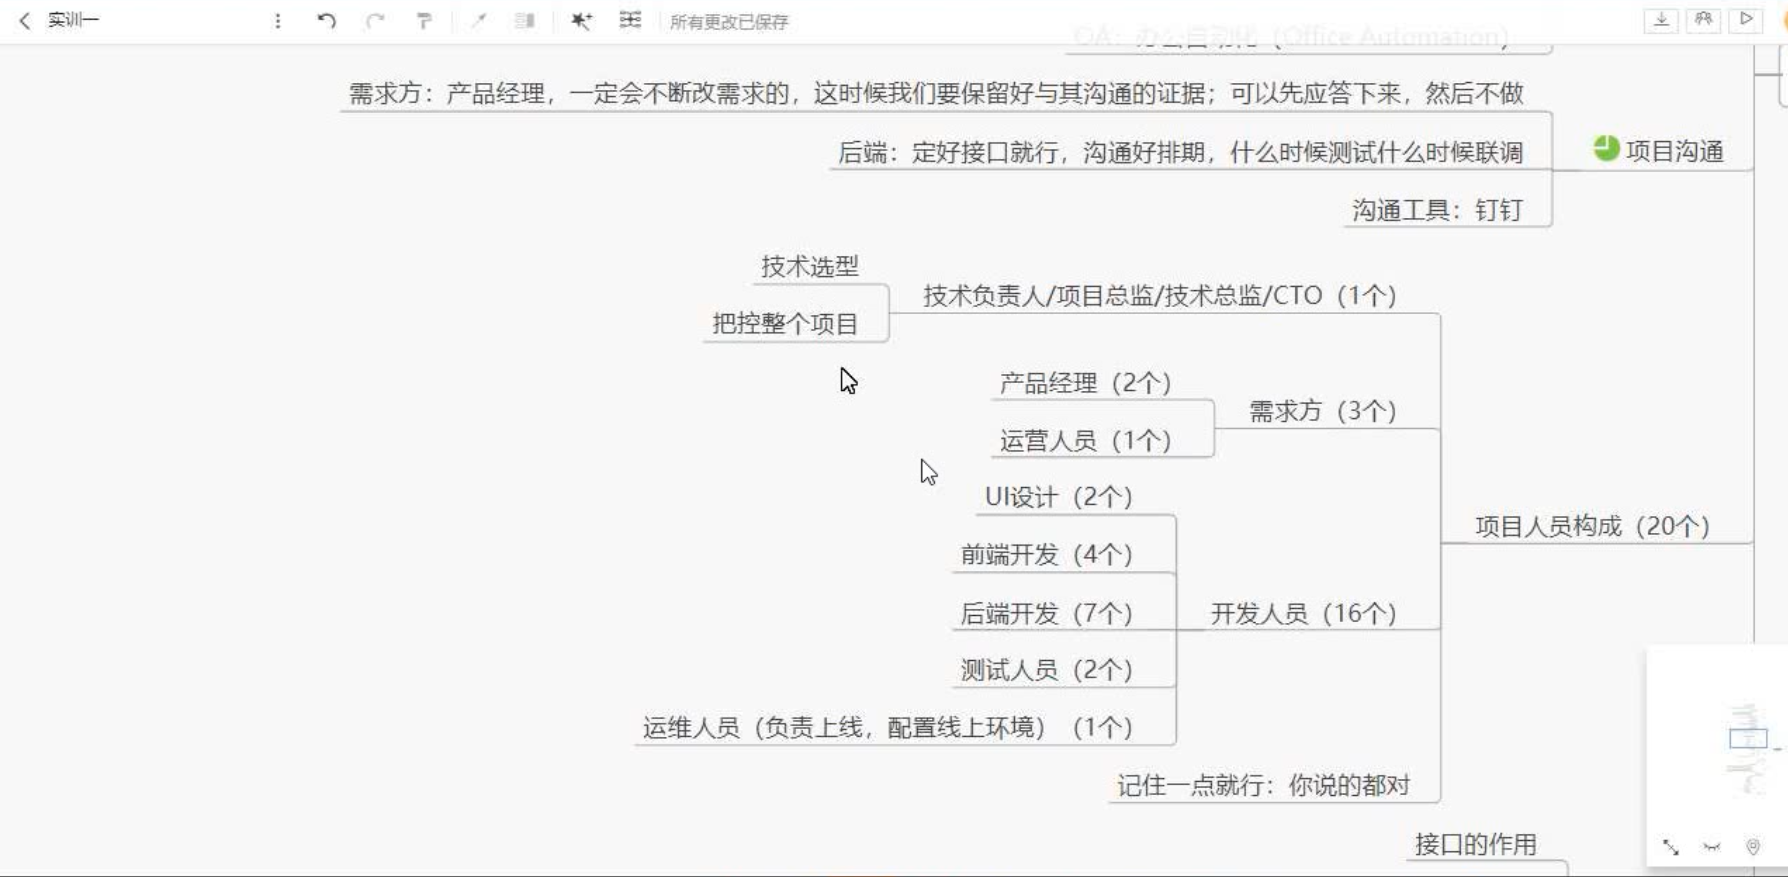 实训一
所有更改已保存
OA：办公自动化（Office Automation）
需求方：产品经理，一定会不断改需求的，这时候我们要保留好与其沟通的证据；可以先应答下来，然后不做
后端：定好接口就行，沟通好排期，什么时候测试什么时候联调
项目沟通
沟通工具：钉钉
技术选型
技术负责人/项目总监/技术总监/CTO（1个）
把控整个项目
产品经理（2个）
需求方（3个）
运营人员（1个）
UI设计（2个）
项目人员构成（20个）
前端开发（4个）
后端开发（7个）
开发人员（16个）
测试人员（2个）
运维人员（负责上线，配置线上环境）（1个）
记住一点就行：你说的都对
接口的作用